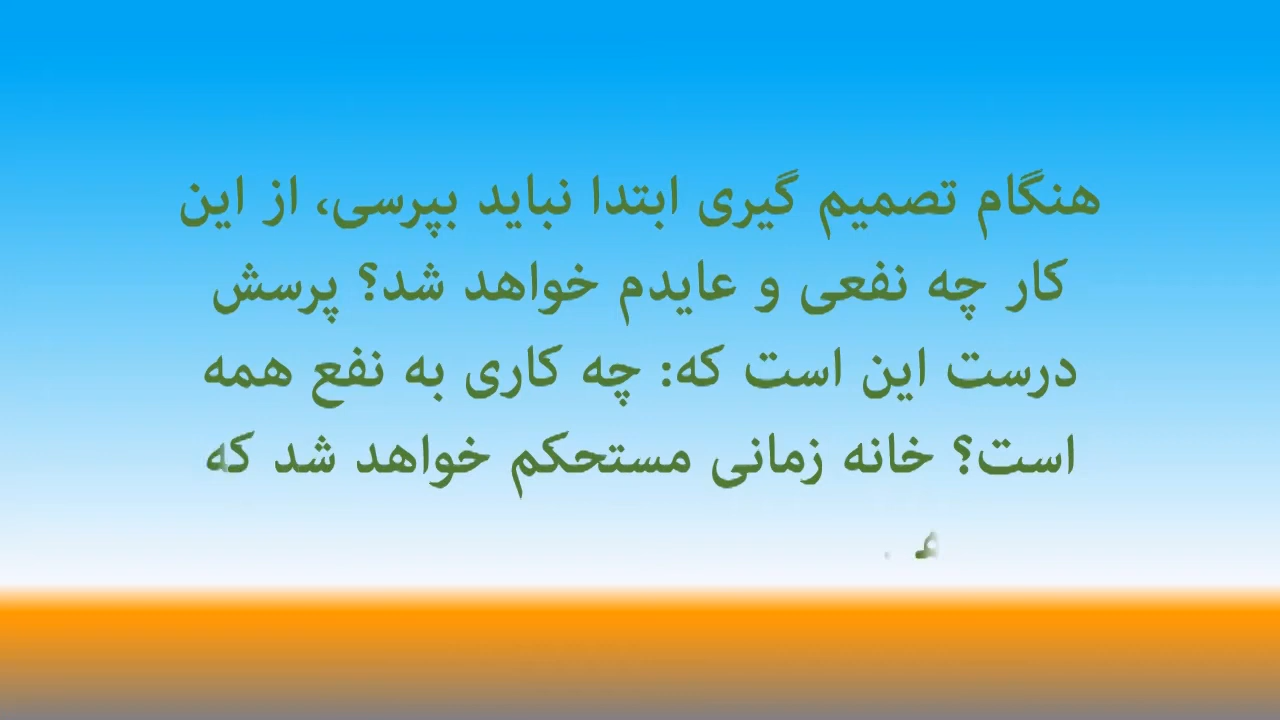 هنگام تصمیم گیری ابتدا نباید بپرسی، از این
کار چه نفعی و عایدم خواهد شد؟ پرسش
درست این است که: چه کاری به نفع همه
است؟ خانه زمانی مستحکم خواهد شد که